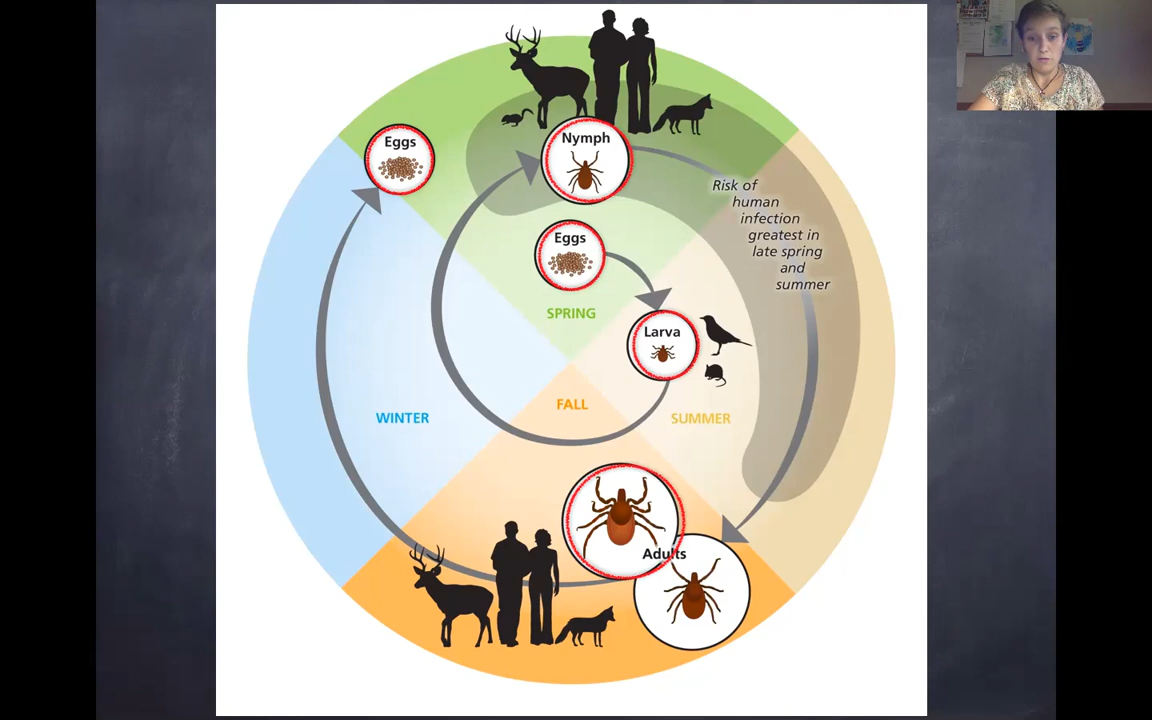 Eggs
Nymph
Risk of
human
infection
greatest in
late spring
and
summer
Eggs
SPRING
Larva
FALL
WINTER
SUMMER
Adults